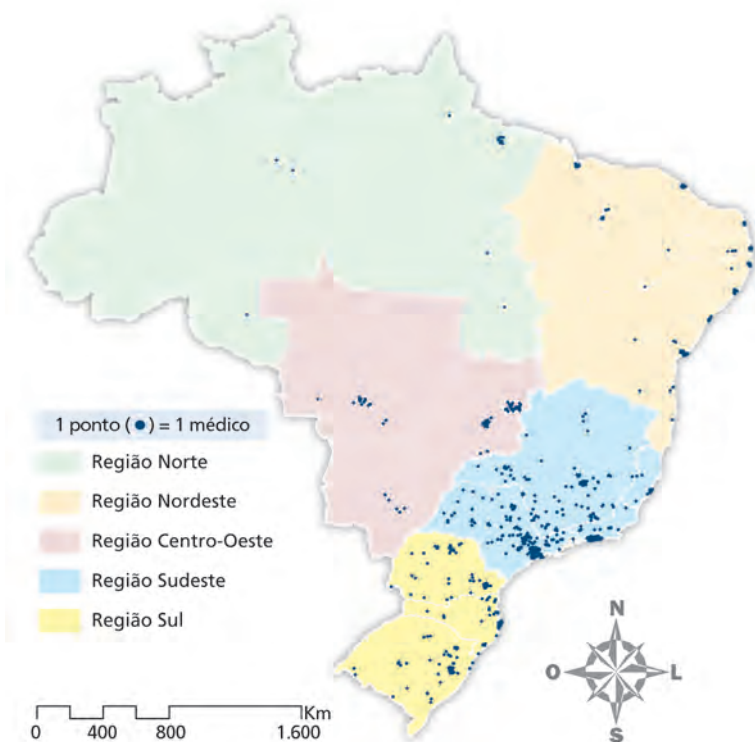 1 ponto (●) = 1 médico
Região Norte
Região Nordeste
Região Centro-Oeste
Região Sudeste
Região Sul
N
O L
S
Km
0 400 800 1.600